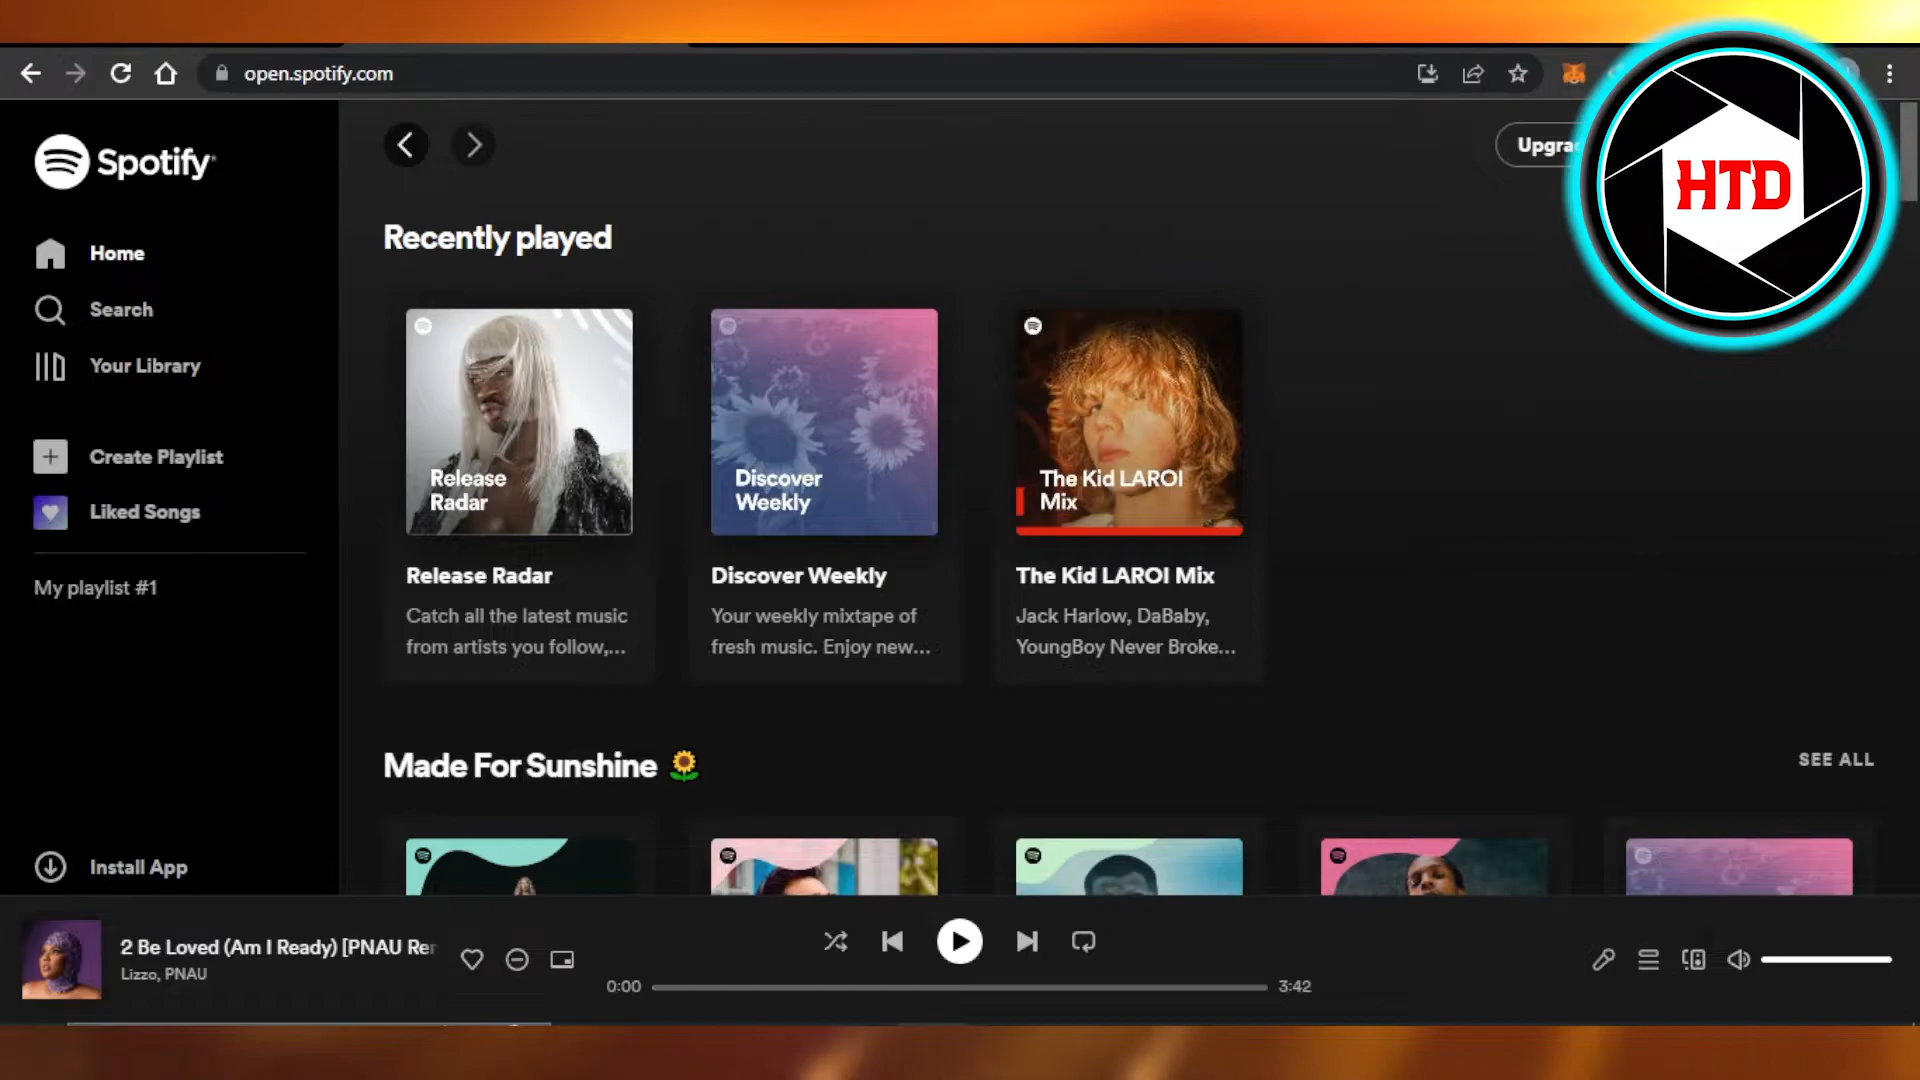 open.spotify.com
Spotify
Upgra
HTD
Home
Search
Your Library
Create Playlist
Liked Songs
My playlist #1
Install App
Recently played
Release
Radar
Discover
Weekly
The Kid LAROI
Mix
Release Radar
Catch all the latest music
from artists you follow,...
Discover Weekly
Your weekly mixtape of
fresh music. Enjoy new...
The Kid LAROI Mix
Jack Harlow, DaBaby,
YoungBoy Never Broke...
Made For Sunshine 🌻
SEE ALL
2 Be Loved (Am I Ready) [PNAU Rer
Lizzo, PNAU
0:00
3:42